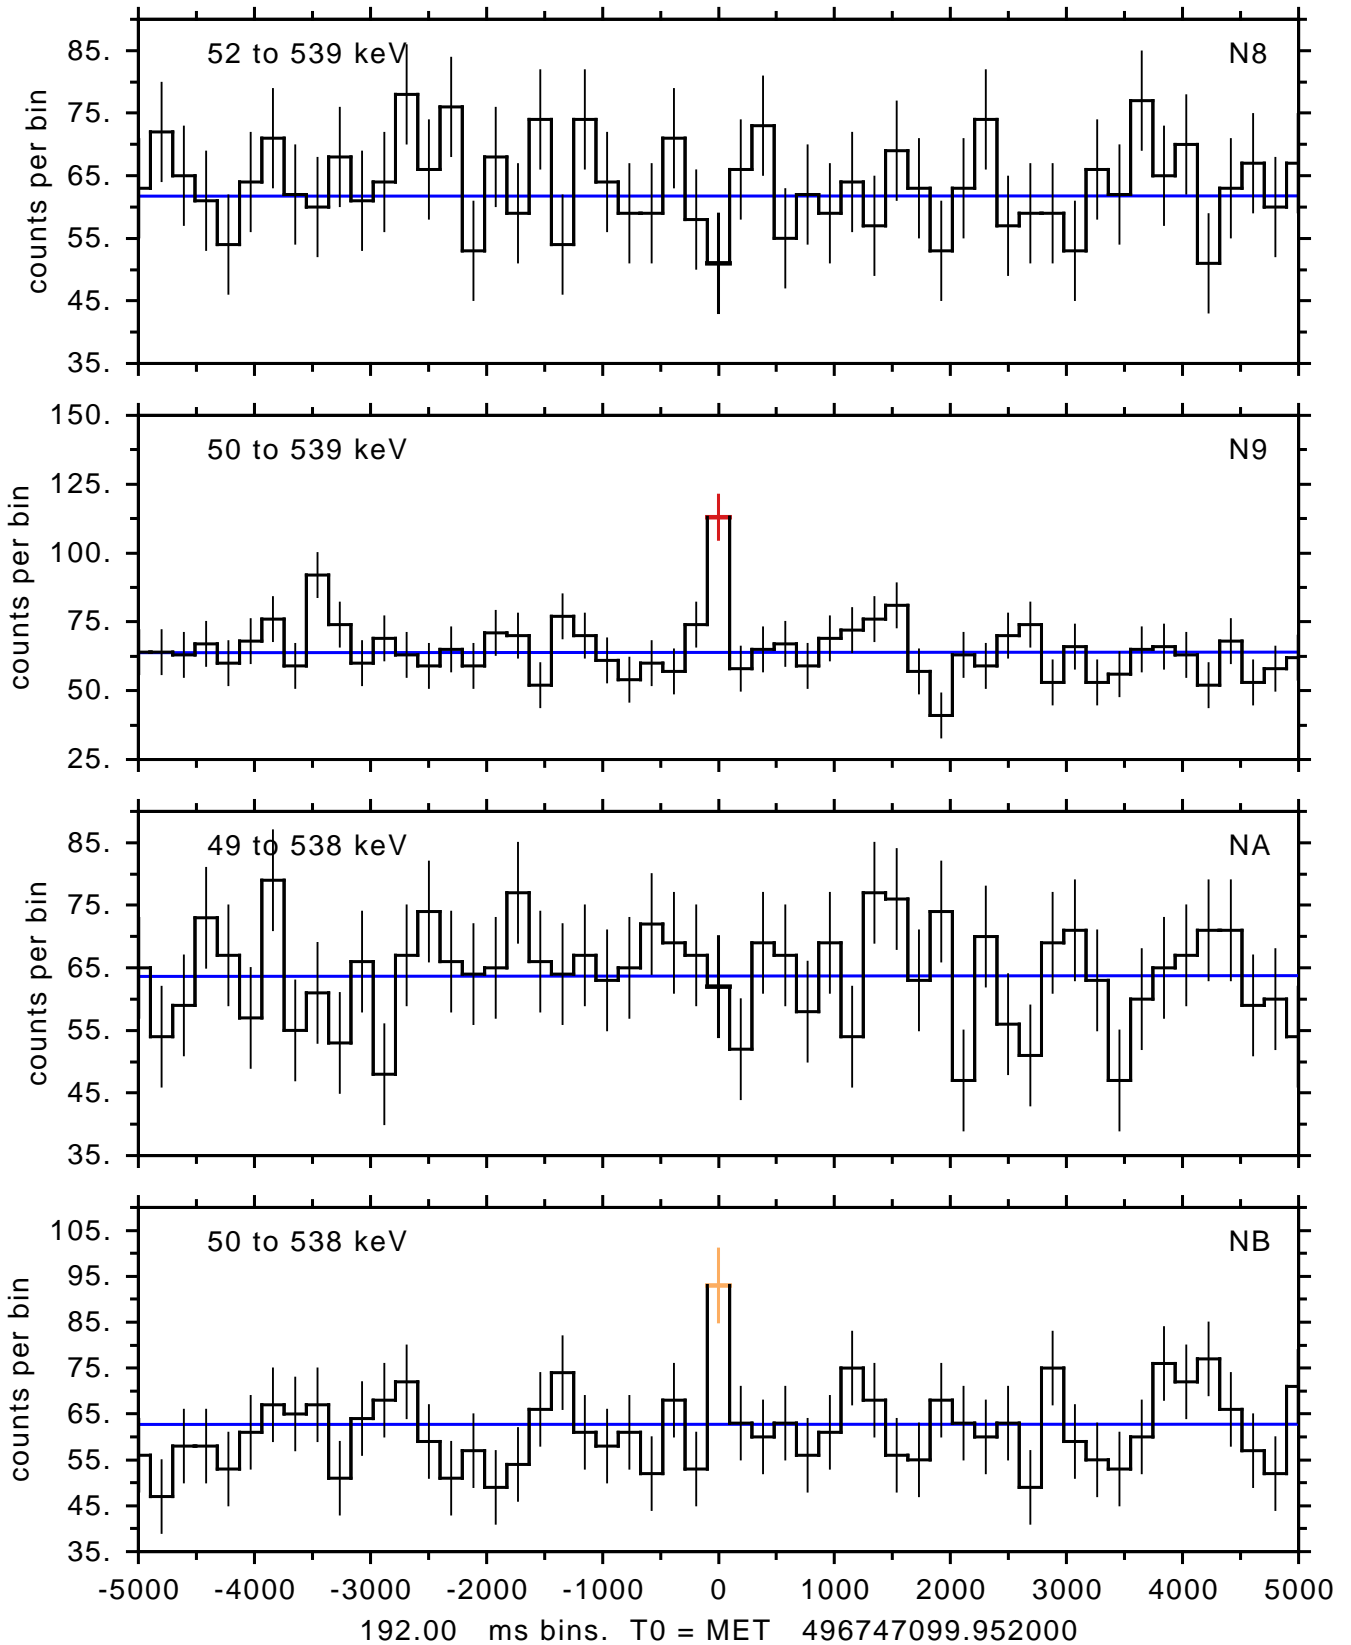 52 to 539 keV N8
85.
75.
65.
55.
45.
35.
counts per bin
50 to 539 keV N9
150.
125.
100.
75.
50.
25.
counts per bin
49 to 538 keV NA
85.
75.
65.
55.
45.
35.
counts per bin
50 to 538 keV NB
105.
95.
85.
75.
65.
55.
45.
35.
counts per bin
-5000 -4000 -3000 -2000 -1000 0 1000 2000 3000 4000 5000
192.00 ms bins. T0 = MET 496747099.952000